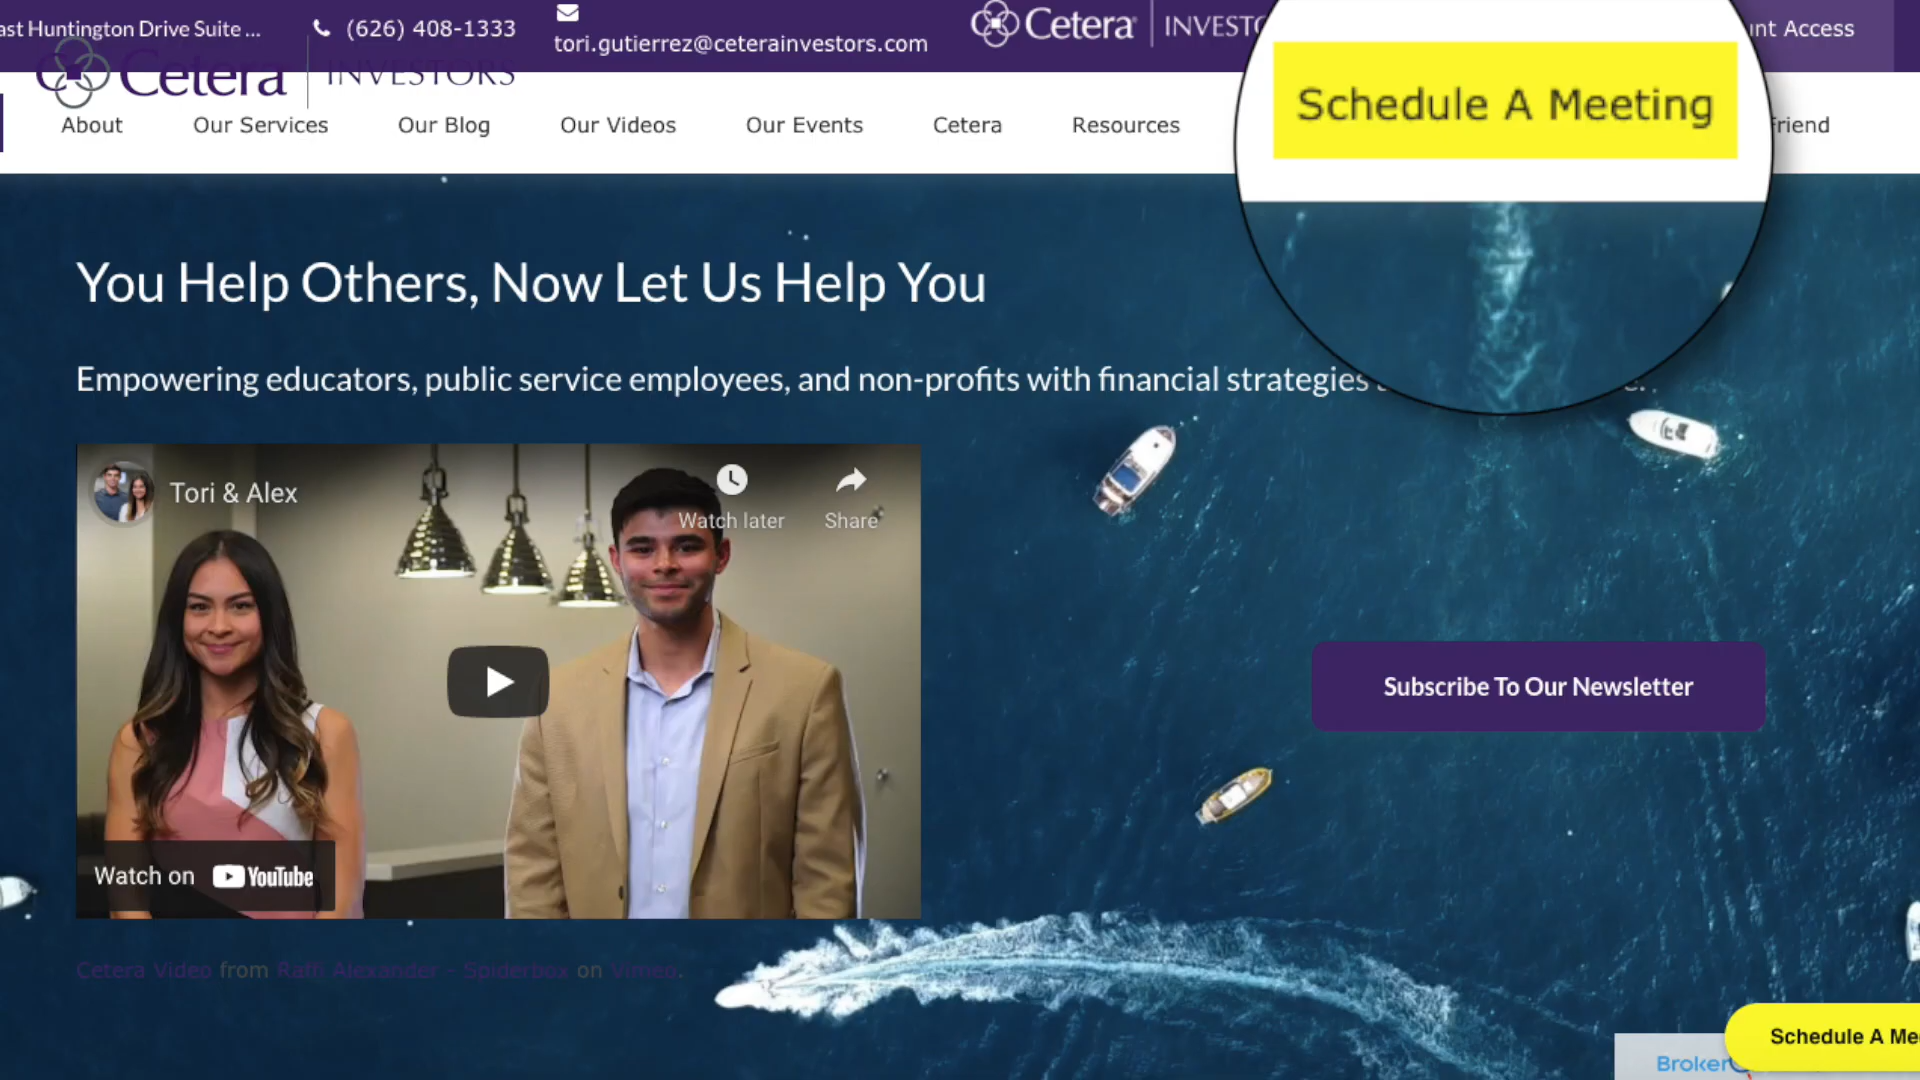 ast Huntington Drive Suite ...
(626) 408-1333
tori.gutierrez@ceterainvestors.com
Cetera
Cetera INVESTORS
Account Access
Schedule A Meeting
About
Our Services
Our Blog
Our Videos
Our Events
Cetera
Resources
Friend
You Help Others, Now Let Us Help You
Empowering educators, public service employees, and non-profits with financial strategies
Tori & Alex
Watch later
Share
Subscribe To Our Newsletter
Watch on YouTube
Cetera Video from Raffi Alexander - Spiderbox on Vimeo.
Schedule A Me
Broker